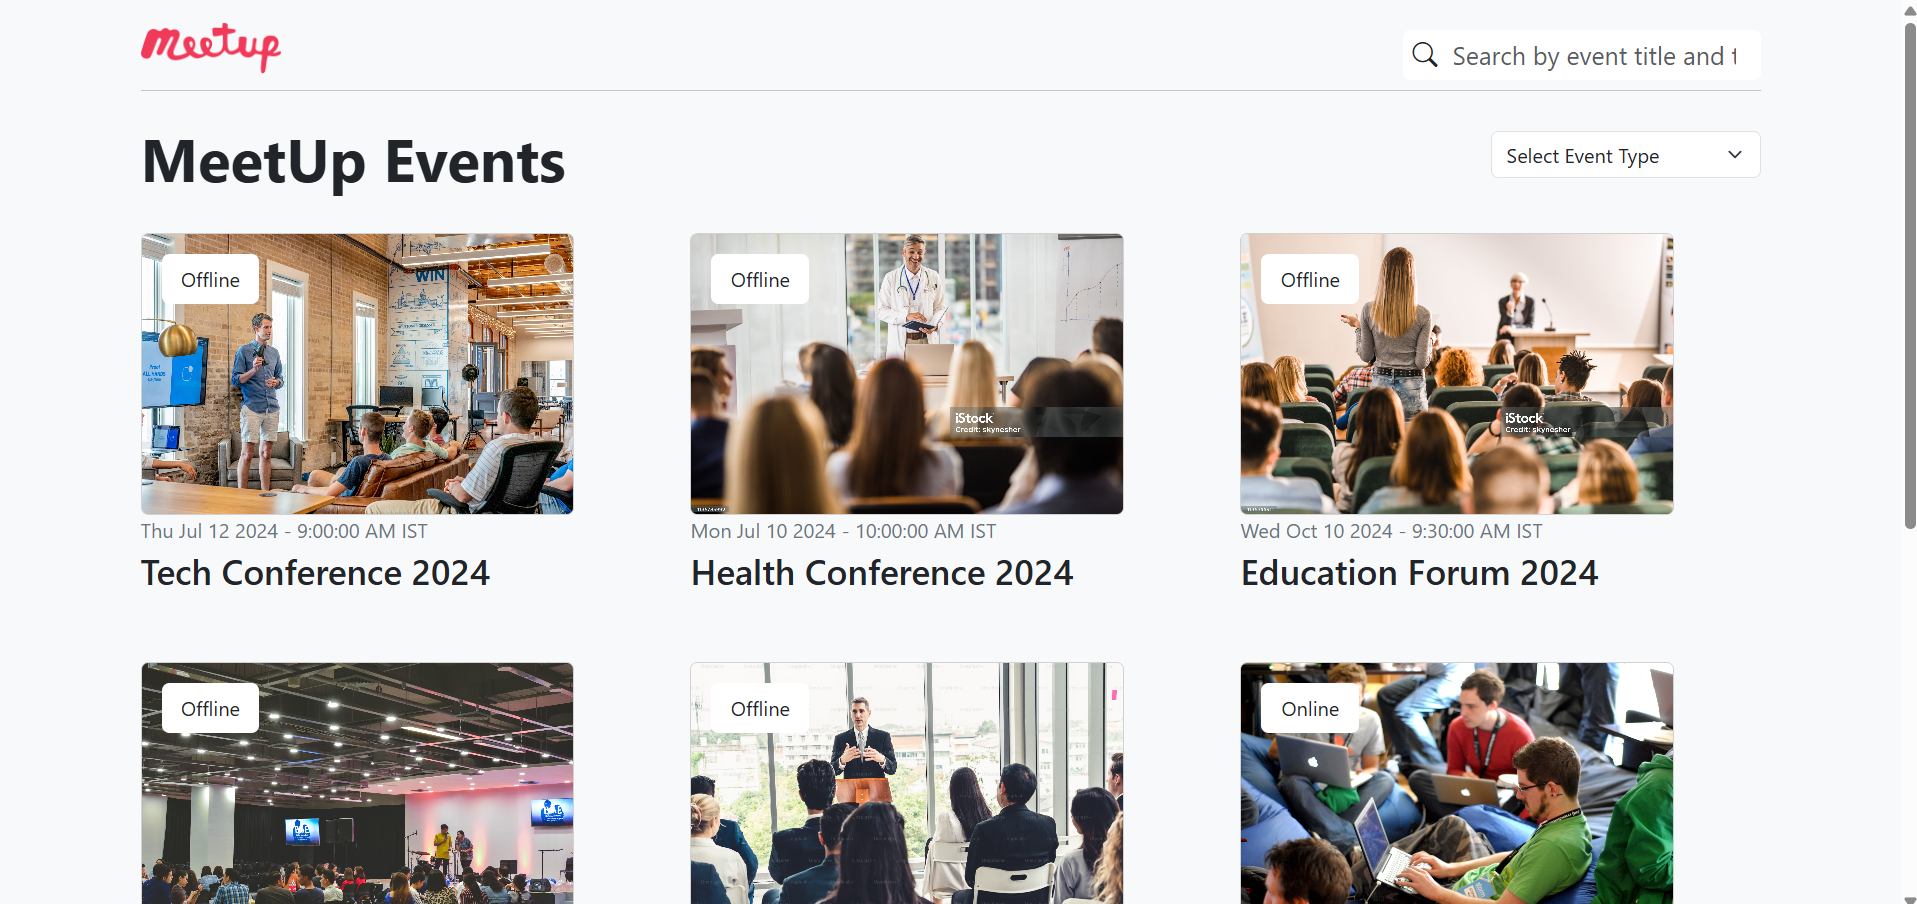 meetup
Search by event title and t
MeetUp Events
Select Event Type
Offline
WIN
ALL HANDS
Offline
iStock
Credit: skynesher
Offline
iStock
Credit: skynesher
Thu Jul 12 2024 - 9:00:00 AM IST
Mon Jul 10 2024 - 10:00:00 AM IST
Wed Oct 10 2024 - 9:30:00 AM IST
Tech Conference 2024
Health Conference 2024
Education Forum 2024
Offline
Offline
Online